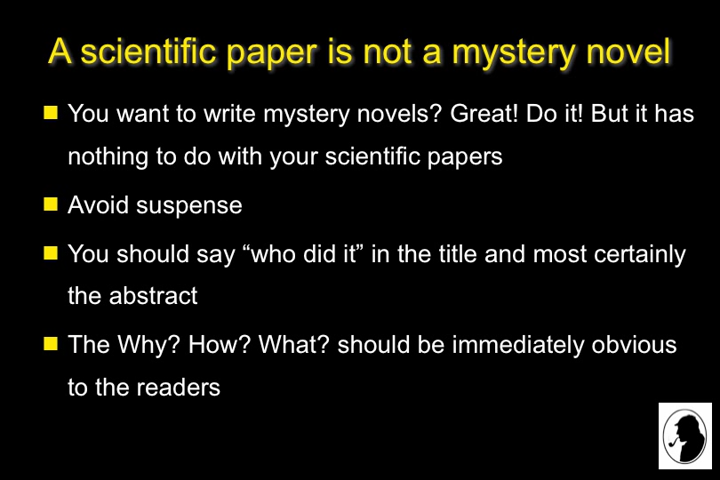 A scientific paper is not a mystery novel
You want to write mystery novels? Great! Do it! But it has
nothing to do with your scientific papers
Avoid suspense
You should say “who did it” in the title and most certainly
the abstract
The Why? How? What? should be immediately obvious
to the readers